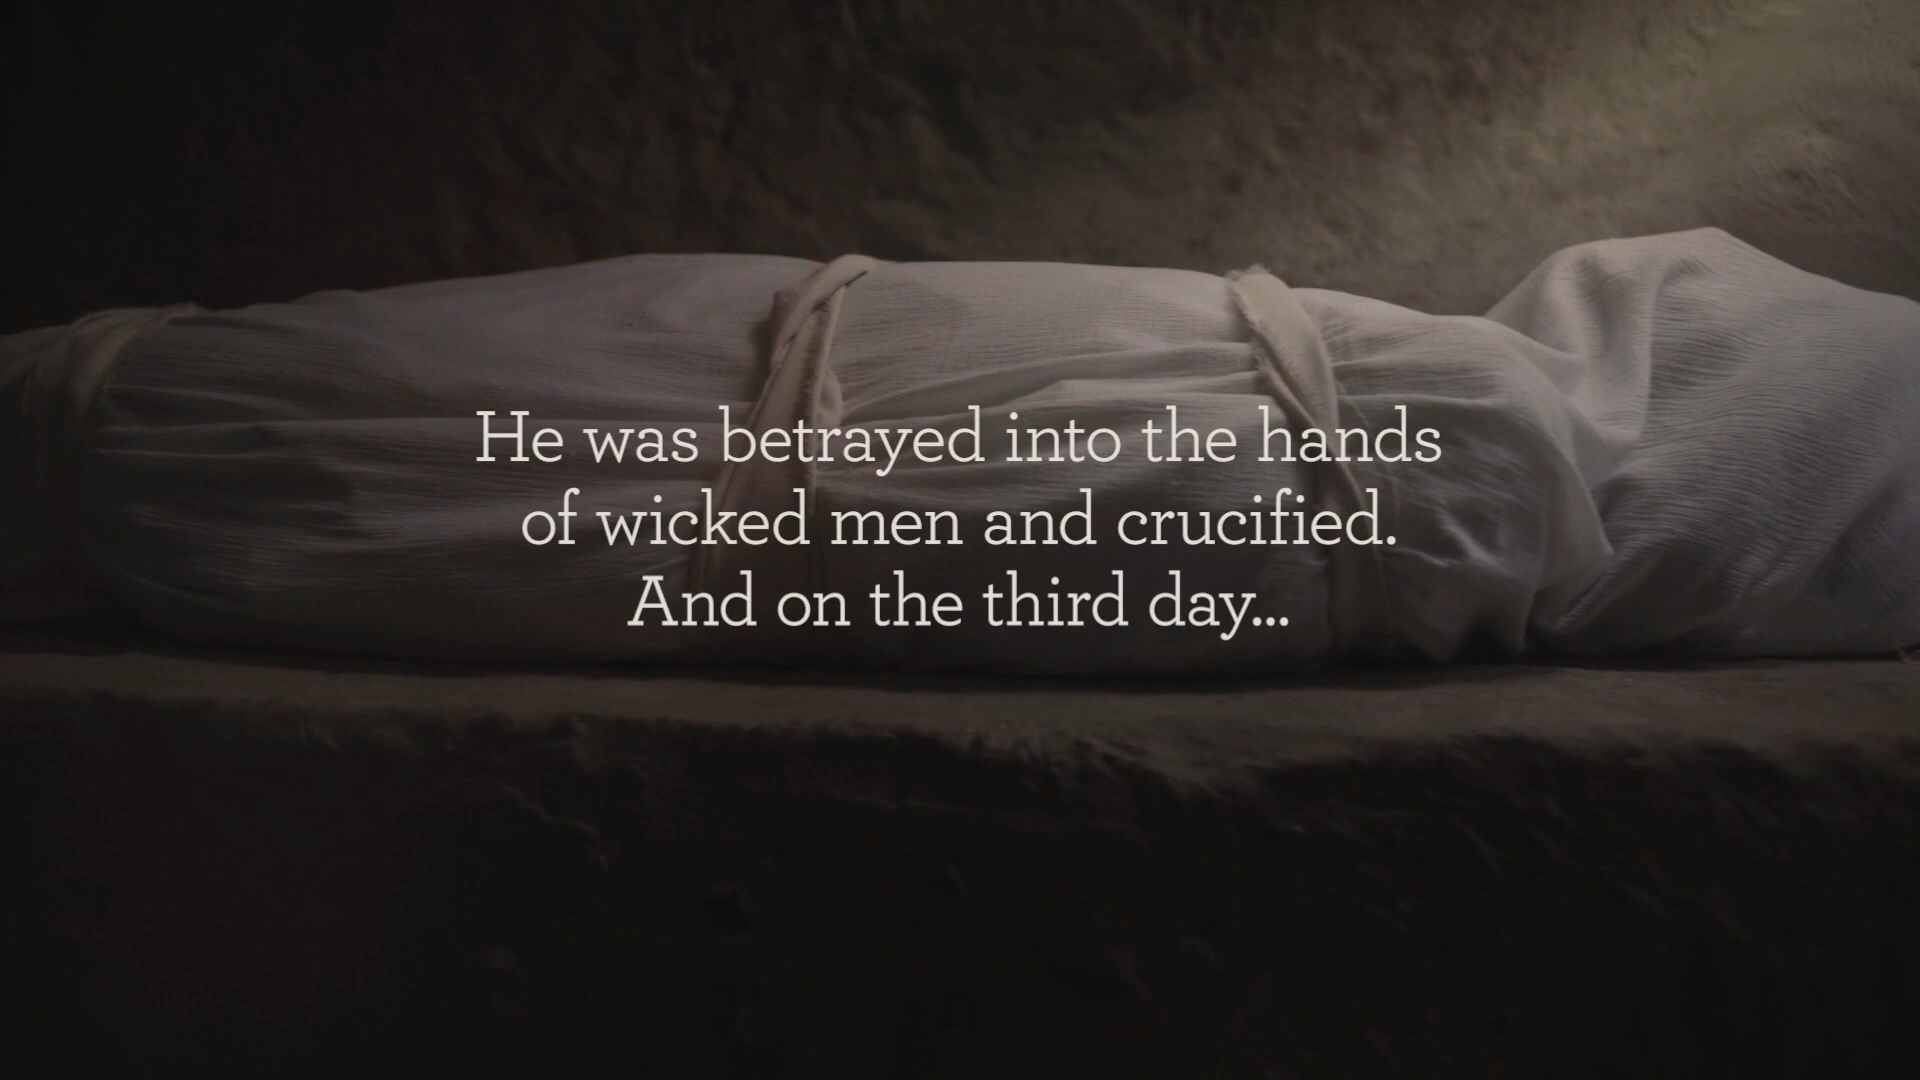 He was betrayed into the hands
of wicked men and crucified.
And on the third day...